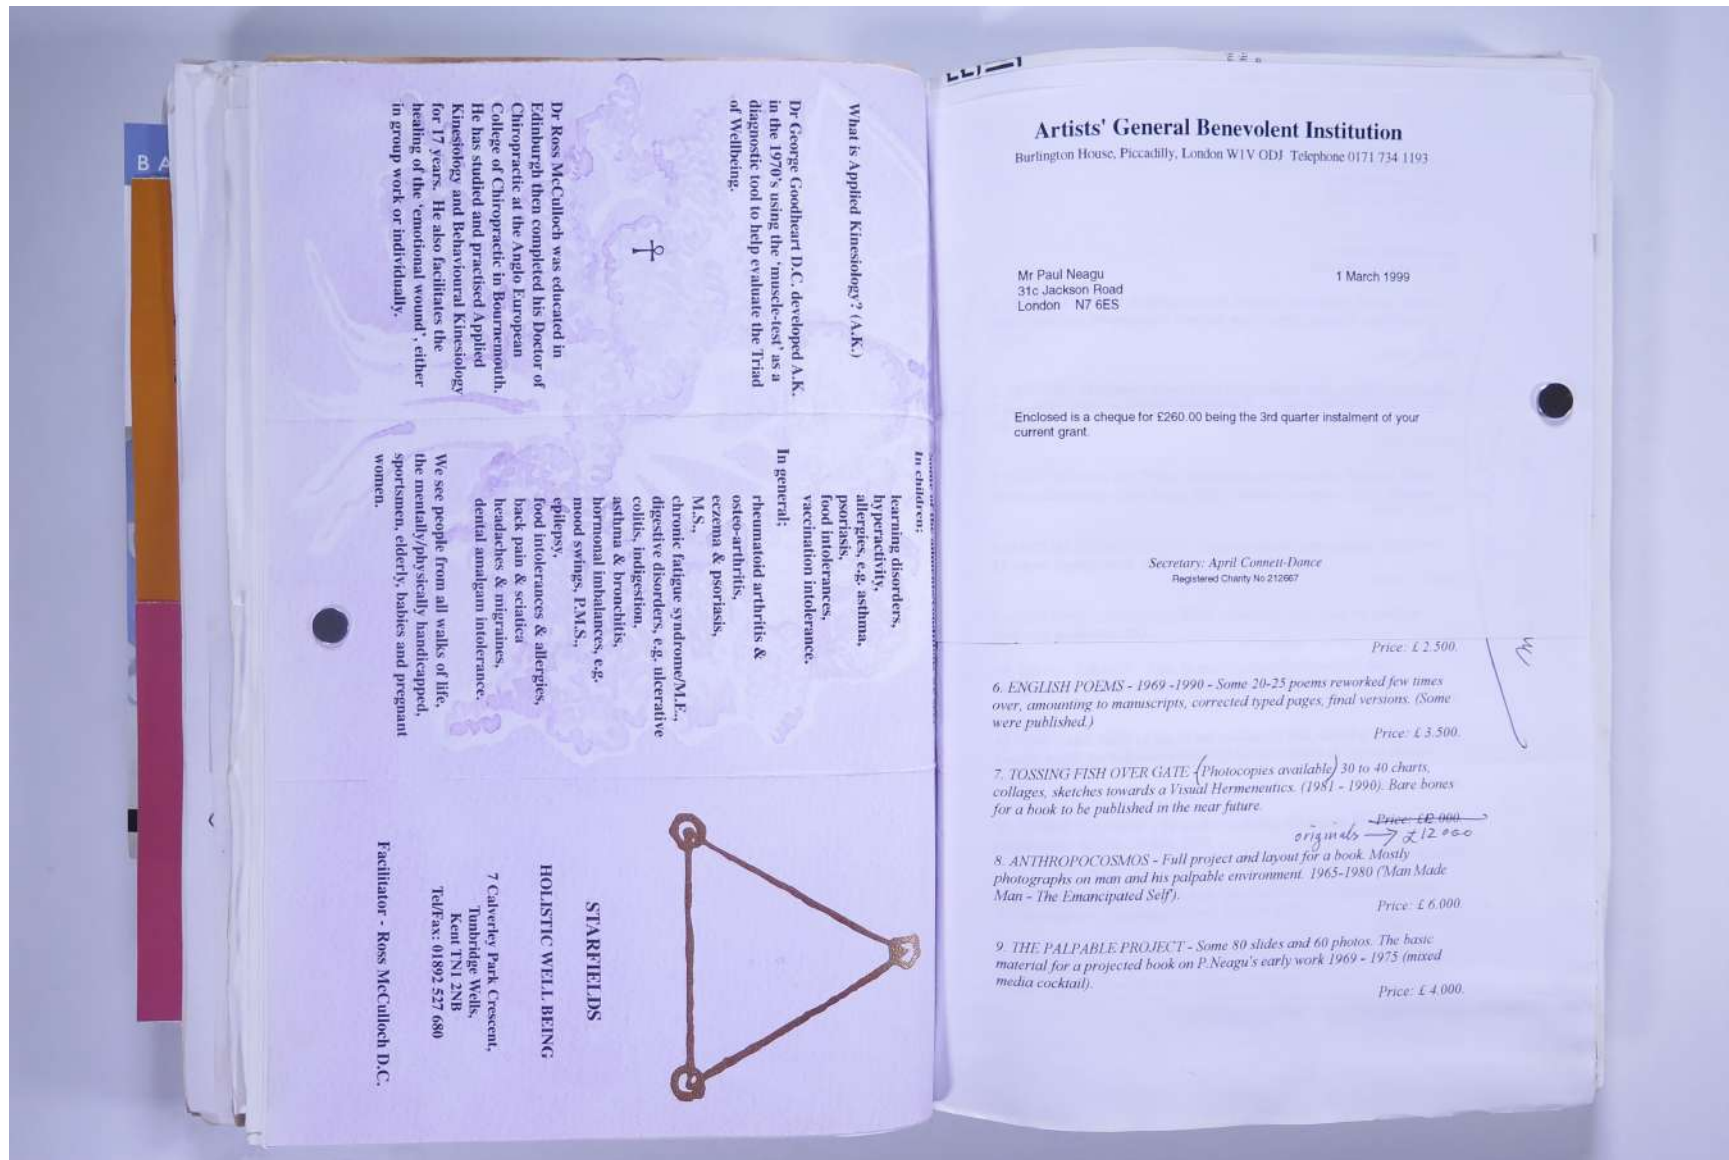 BA
What is Applied Kinesiology? (A.K.)
Dr George Goodheart D.C. developed A.K.
in the 1970's using the 'muscle-test' as a
diagnostic tool to help evaluate the Triad
of Wellbeing.
Dr Ross McCulloch was educated in
Edinburgh then completed his Doctor of
Chiropractic at the Anglo European
College of Chiropractic in Bournemouth.
He has studied and practised Applied
Kinesiology and Behavioural Kinesiology
for 17 years. He also facilitates the
healing of the 'emotional wound', either
in group work or individually.
In children:
learning disorders,
hyperactivity,
allergies, e.g. asthma,
psoriasis,
food intolerances,
vaccination intolerance.
In general:
rheumatoid arthritis &
osteo-arthritis,
eczema & psoriasis,
M.S.,
chronic fatigue syndrome/M.E.,
digestive disorders, e.g. ulcerative
colitis, indigestion,
asthma & bronchitis,
hormonal imbalances, e.g.
mood swings, P.M.S.,
epilepsy,
food intolerances & allergies,
back pain & sciatica
headaches & migraines,
dental amalgam intolerance.
We see people from all walks of life,
the mentally/physically handicapped,
sportsmen, elderly, babies and pregnant
women.
STARFIELDS
HOLISTIC WELL BEING
7 Calverley Park Crescent,
Tunbridge Wells,
Kent TN1 2NB
Tel/Fax: 01892 527 680
Facilitator - Ross McCulloch D.C.
Artists' General Benevolent Institution
Burlington House, Piccadilly, London W1V ODJ Telephone 0171 734 1193
Mr Paul Neagu 1 March 1999
31c Jackson Road
London N7 6ES
Enclosed is a cheque for £260.00 being the 3rd quarter instalment of your
current grant.
Secretary: April Connett-Dance
Registered Charity No 212667
Price: £ 2.500.
6. ENGLISH POEMS - 1969 -1990 - Some 20-25 poems reworked few times
over, amounting to manuscripts, corrected typed pages, final versions. (Some
were published.)
Price: £ 3.500.
7. TOSSING FISH OVER GATE (Photocopies available) 30 to 40 charts,
collages, sketches towards a Visual Hermeneutics. (1981 - 1990). Bare bones
for a book to be published in the near future.
originals → £12 000
8. ANTHROPOCOSMOS - Full project and layout for a book. Mostly
photographs on man and his palpable environment. 1965-1980 ('Man Made
Man - The Emancipated Self').
Price: £ 6.000.
9. THE PALPABLE PROJECT - Some 80 slides and 60 photos. The basic
material for a projected book on P.Neagu's early work 1969 - 1975 (mixed
media cocktail).
Price: £ 4.000.